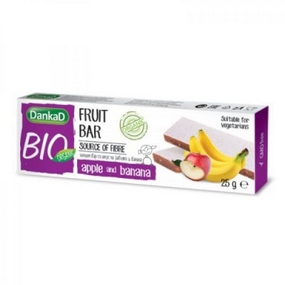 DankaD
BIO
FRUIT
BAR
SOURCE OF FIBRE
apple and banana
Suitable for
vegetarians
25 g